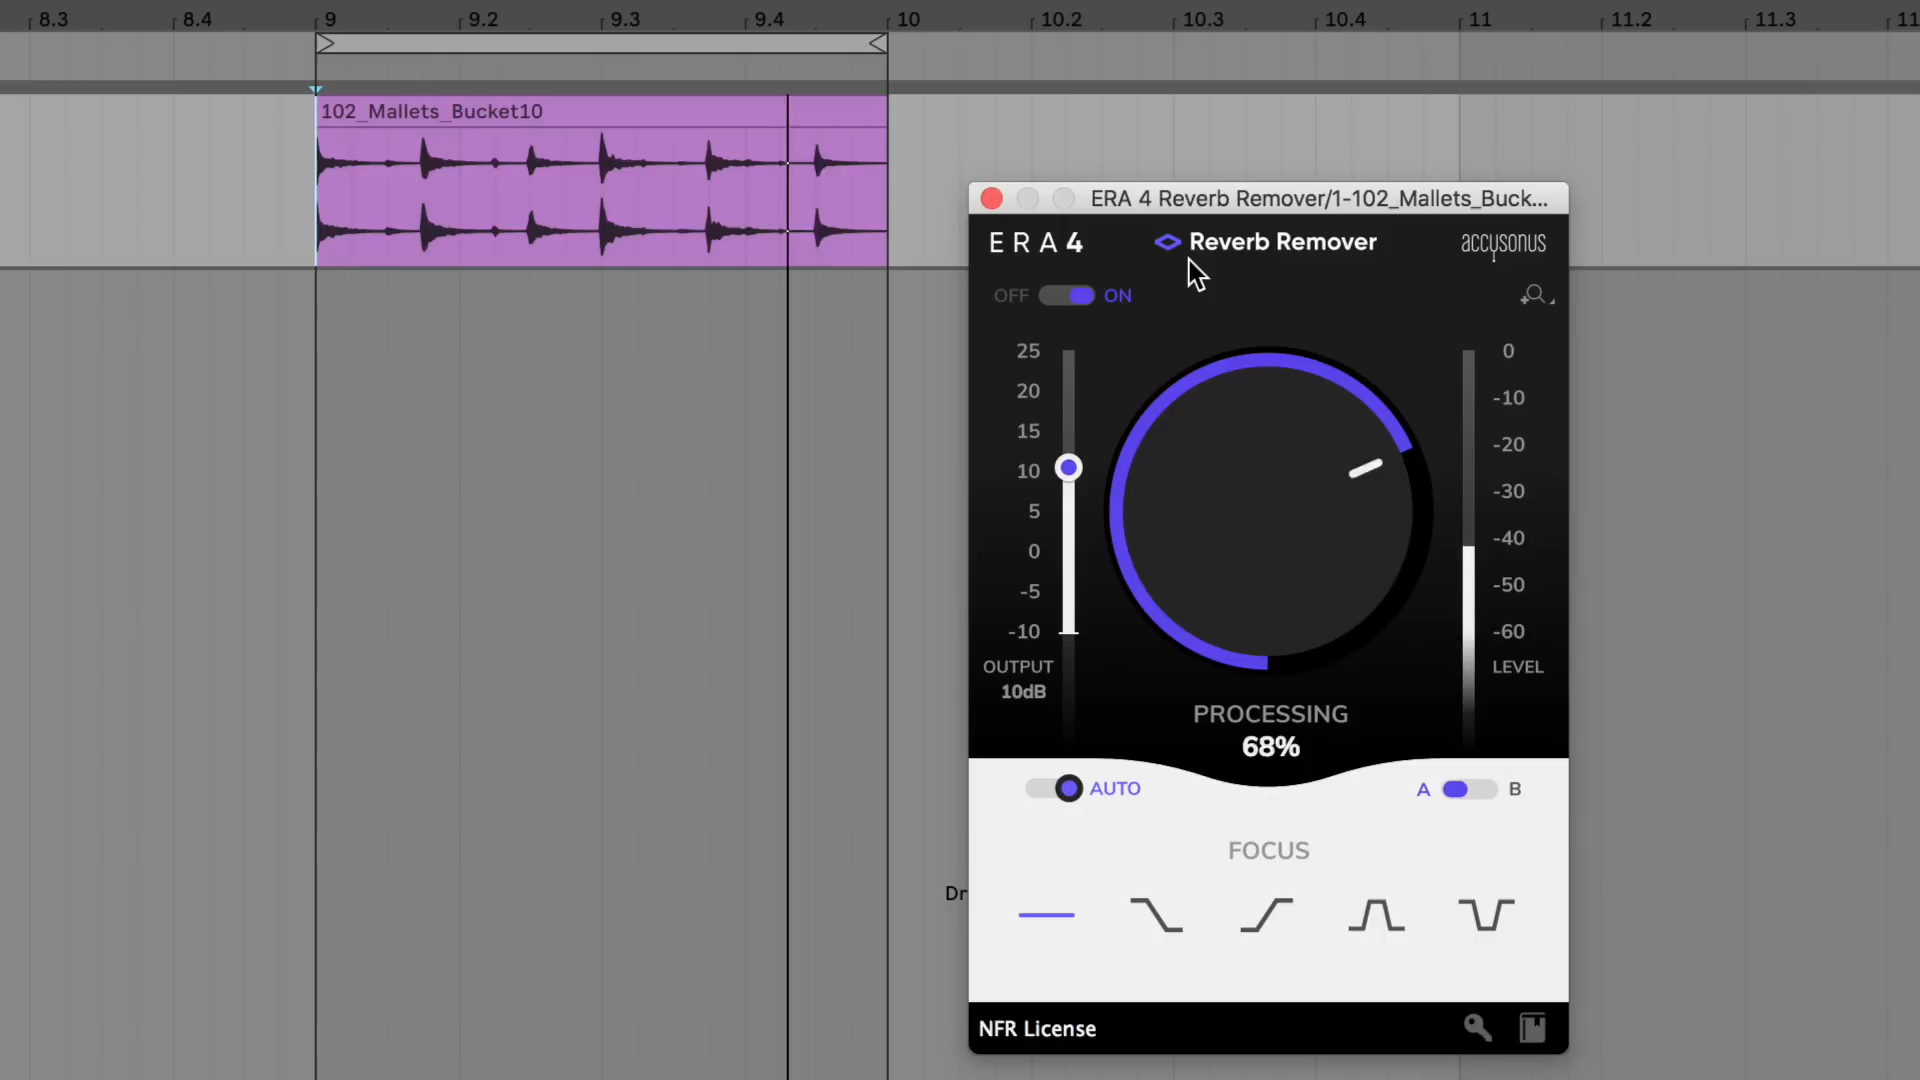 8.3 8.4 9 9.2 9.3 9.4 10 10.2 10.3 10.4 11 11.2 11.3 11
102_Mallets_Bucket10
ERA 4 Reverb Remover/1-102_Mallets_Buck...
ERA4 Reverb Remover accusonus
OFF ON
25
20
15
10
5
0
-5
-10
OUTPUT
10dB
0
-10
-20
-30
-40
-50
-60
LEVEL
PROCESSING
68%
AUTO A B
FOCUS
Dr
NFR License